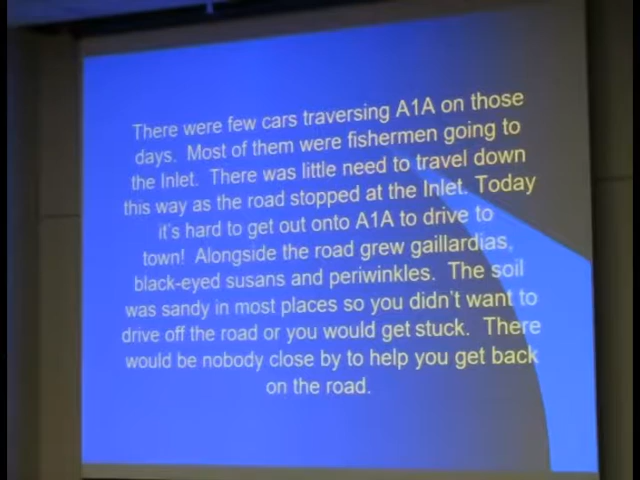 There were few cars traversing A1A on those
days. Most of them were fishermen going to
the Inlet. There was little need to travel down
this way as the road stopped at the Inlet. Today
it's hard to get out onto A1A to drive to
town! Alongside the road grew gaillardias,
black-eyed susans and periwinkles. The soil
was sandy in most places so you didn't want to
drive off the road or you would get stuck. There
would be nobody close by to help you get back
on the road.